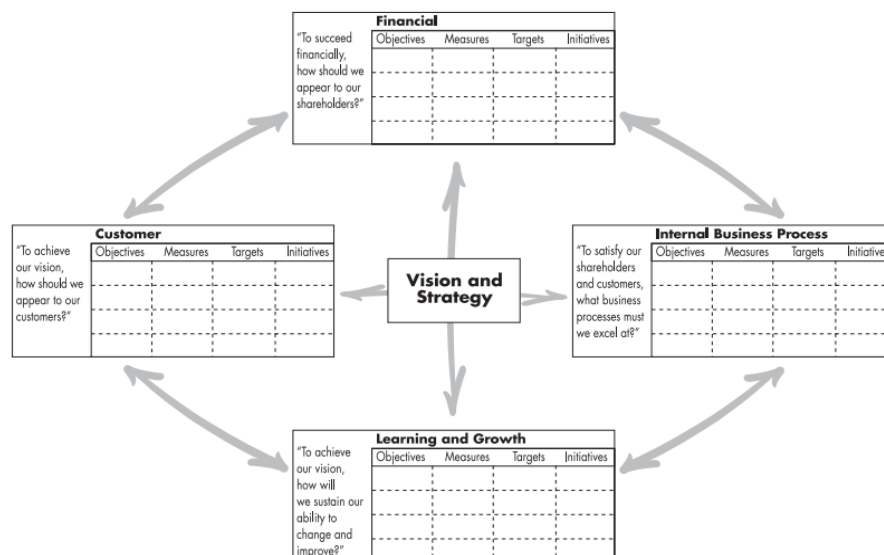 Financial
"To succeed
financially,
how should we
appear to our
shareholders?"
Objectives Measures Targets Initiatives
Customer
"To achieve
our vision,
how should we
appear to our
customers?"
Objectives Measures Targets Initiatives
Vision and
Strategy
Internal Business Process
"To satisfy our
shareholders
and customers,
what business
processes must
we excel at?"
Objectives Measures Targets Initiative
Learning and Growth
"To achieve
our vision,
how will
we sustain our
ability to
change and
improve?"
Objectives Measures Targets Initiatives